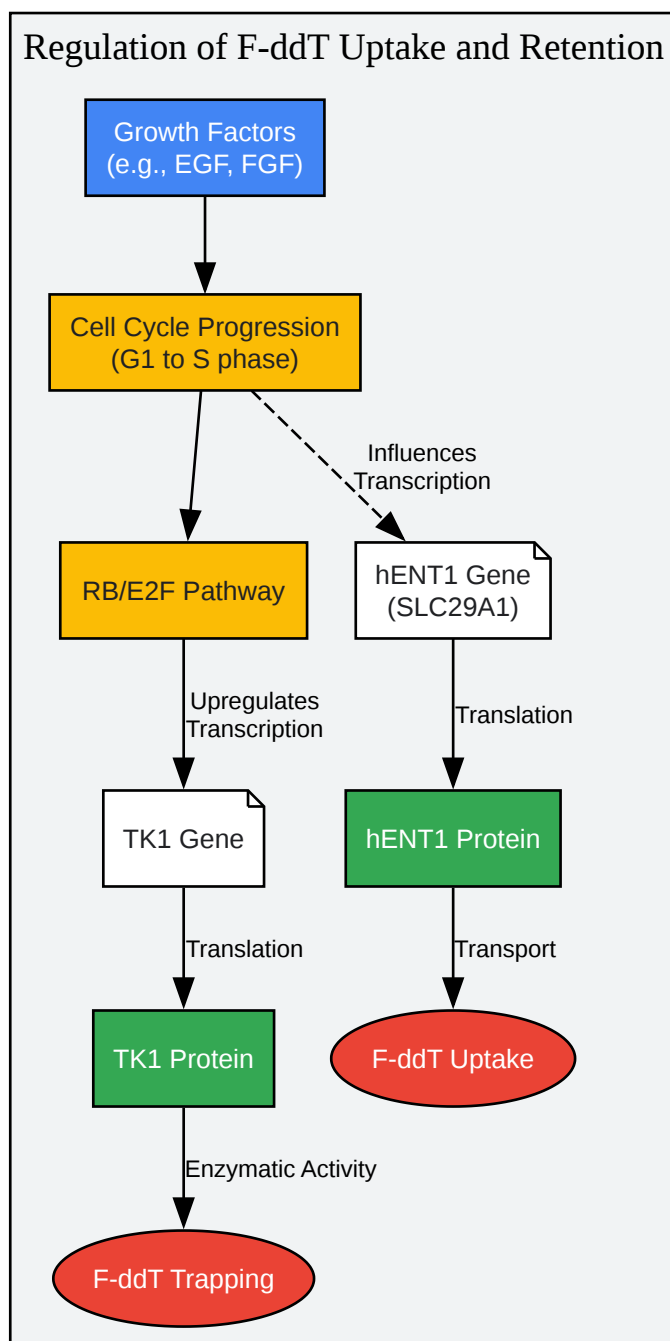 Regulation of F-ddT Uptake and Retention
Growth Factors
(e.g., EGF, FGF)
Cell Cycle Progression
(G1 to S phase)
Influences
Transcription
RB/E2F Pathway
hENT1 Gene
(SLC29A1)
Upregulates
Transcription
Translation
TK1 Gene
hENT1 Protein
Translation
Transport
TK1 Protein
F-ddT Uptake
Enzymatic Activity
F-ddT Trapping